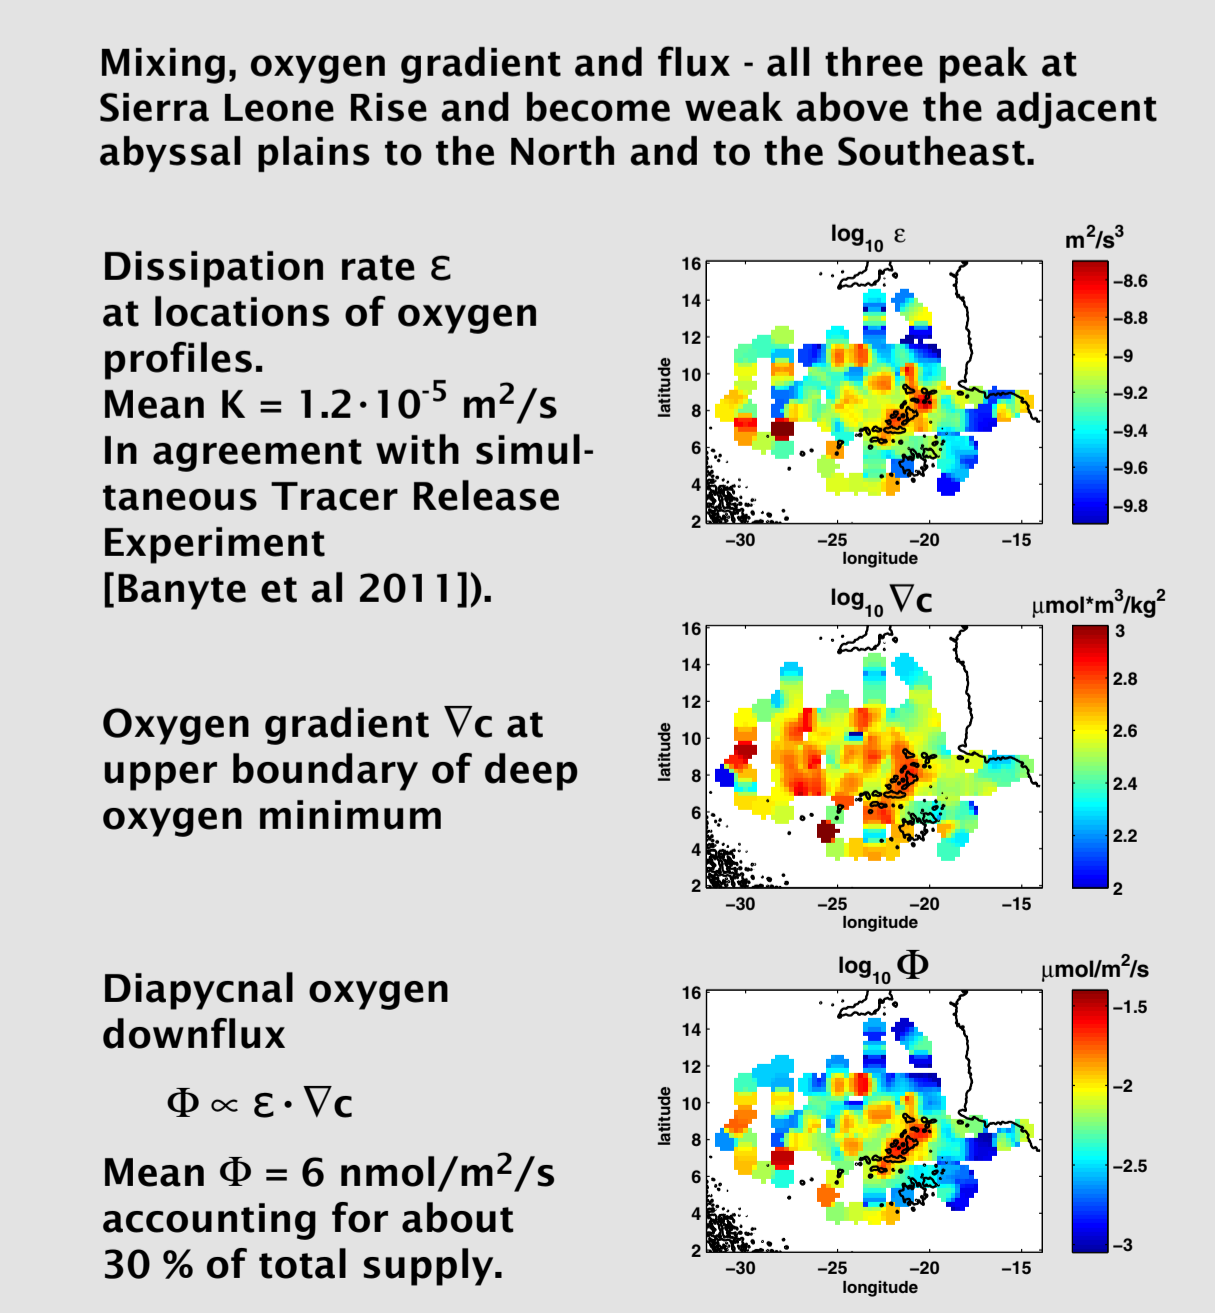 Mixing, oxygen gradient and flux - all three peak at
Sierra Leone Rise and become weak above the adjacent
abyssal plains to the North and to the Southeast.
Dissipation rate ε
at locations of oxygen
profiles.
Mean K = 1.2·10⁻⁵ m²/s
In agreement with simul-
taneous Tracer Release
Experiment
[Banyte et al 2011]).
log₁₀ ε
m²/s³
16
14
12
10
8
6
4
2
latitude
−30 −25 −20 −15
longitude
−8.6
−8.8
−9
−9.2
−9.4
−9.6
−9.8
Oxygen gradient ∇c at
upper boundary of deep
oxygen minimum
log₁₀ ∇c
μmol*m³/kg²
16
14
12
10
8
6
4
2
latitude
−30 −25 −20 −15
longitude
3
2.8
2.6
2.4
2.2
2
Diapycnal oxygen
downflux
Φ ∝ ε · ∇c
Mean Φ = 6 nmol/m²/s
accounting for about
30 % of total supply.
log₁₀ Φ
μmol/m²/s
16
14
12
10
8
6
4
2
latitude
−30 −25 −20 −15
longitude
−1.5
−2
−2.5
−3